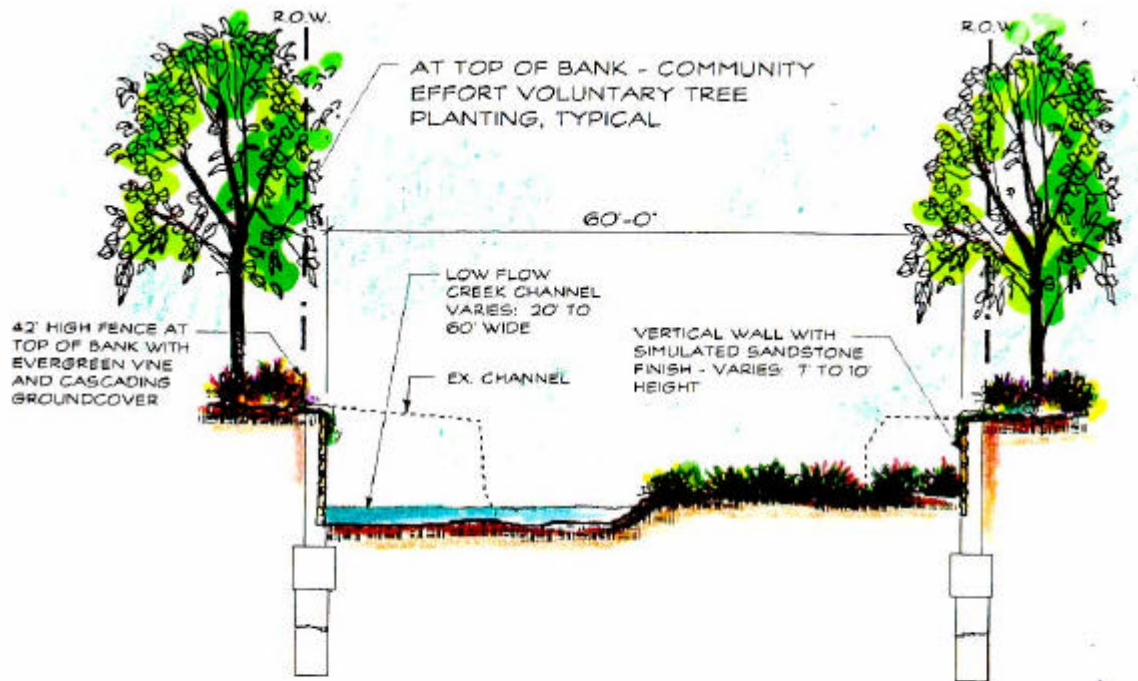 R.O.W.
R.O.W.
AT TOP OF BANK - COMMUNITY
EFFORT VOLUNTARY TREE
PLANTING, TYPICAL
60'-0"
LOW FLOW
CREEK CHANNEL
VARIES: 20' TO
60' WIDE
42" HIGH FENCE AT
TOP OF BANK WITH
EVERGREEN VINE
AND CASCADING
GROUNDCOVER
VERTICAL WALL WITH
SIMULATED SANDSTONE
FINISH - VARIES: 7' TO 10'
HEIGHT
EX. CHANNEL